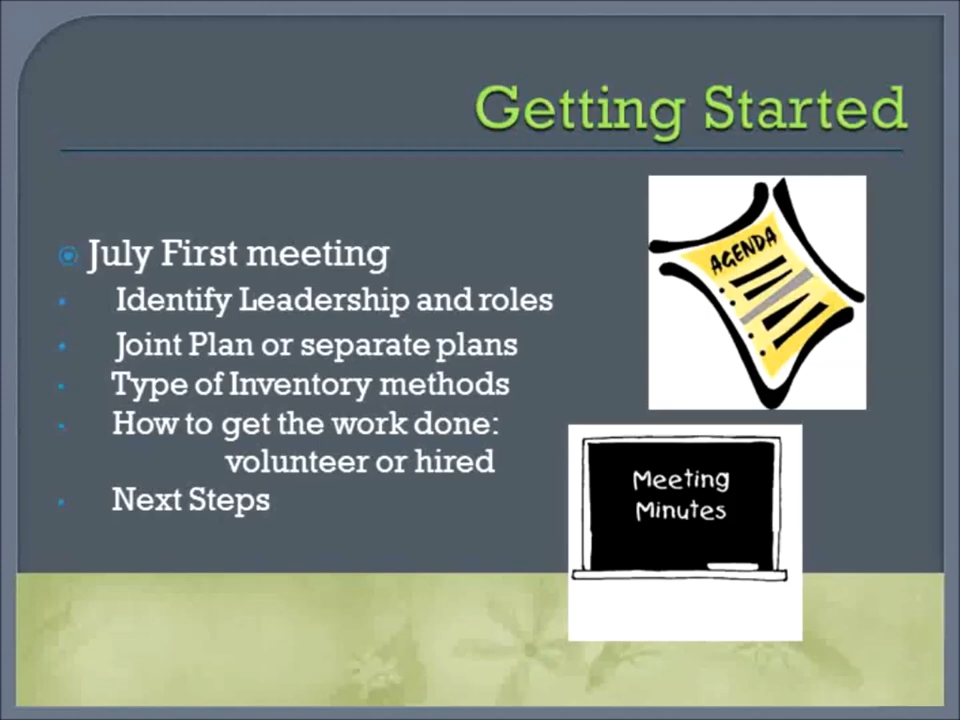 Getting Started
July First meeting
Identify Leadership and roles
Joint Plan or separate plans
Type of Inventory methods
How to get the work done:
volunteer or hired
Next Steps
AGENDA
Meeting
Minutes